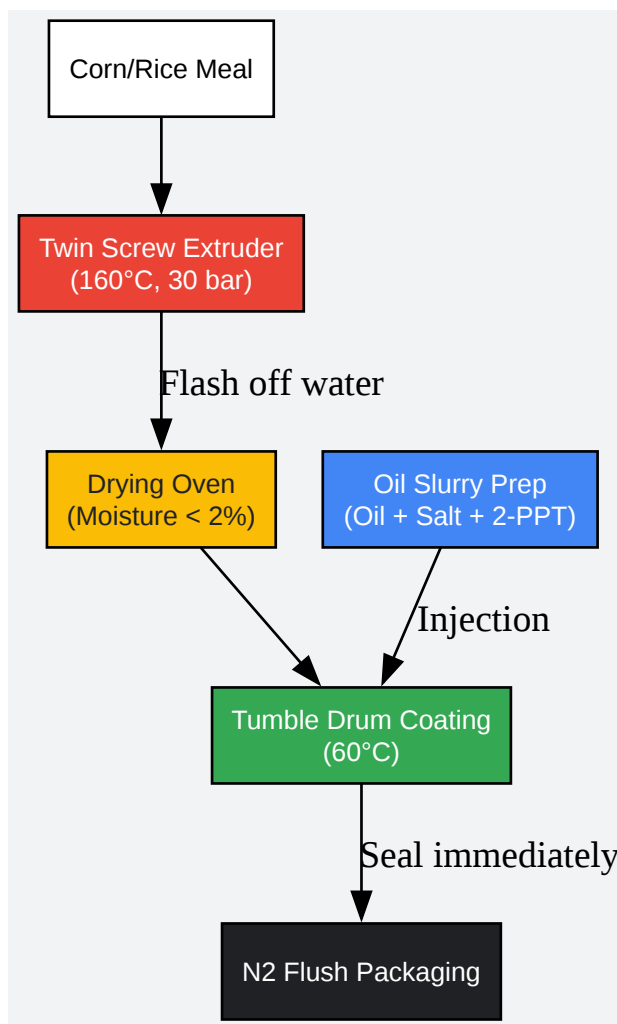 Corn/Rice Meal
Twin Screw Extruder
(160°C, 30 bar)
Flash off water
Drying Oven
(Moisture < 2%)
Oil Slurry Prep
(Oil + Salt + 2-PPT)
Injection
Tumble Drum Coating
(60°C)
Seal immediately
N2 Flush Packaging